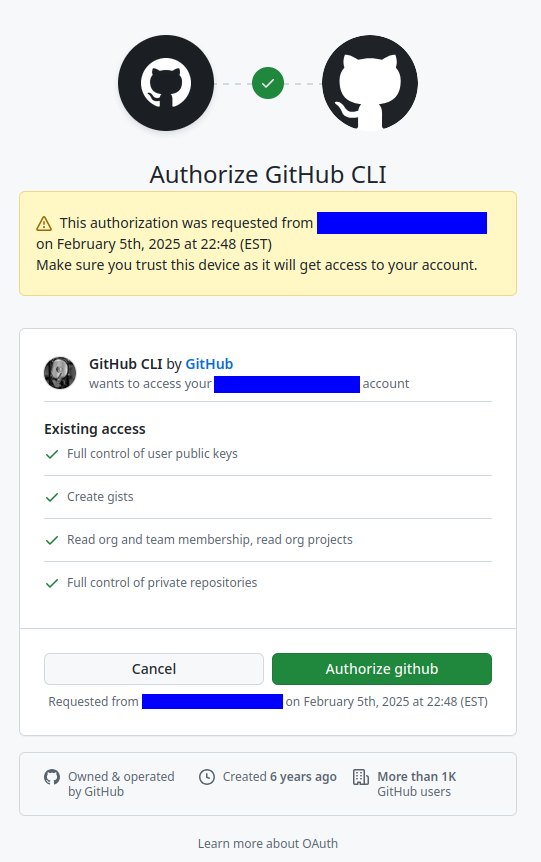 Authorize GitHub CLI
This authorization was requested from
on February 5th, 2025 at 22:48 (EST)
Make sure you trust this device as it will get access to your account.
GitHub CLI by GitHub
wants to access your account
Existing access
Full control of user public keys
Create gists
Read org and team membership, read org projects
Full control of private repositories
Cancel
Authorize github
Requested from on February 5th, 2025 at 22:48 (EST)
Owned & operated
by GitHub
Created 6 years ago
More than 1K
GitHub users
Learn more about OAuth